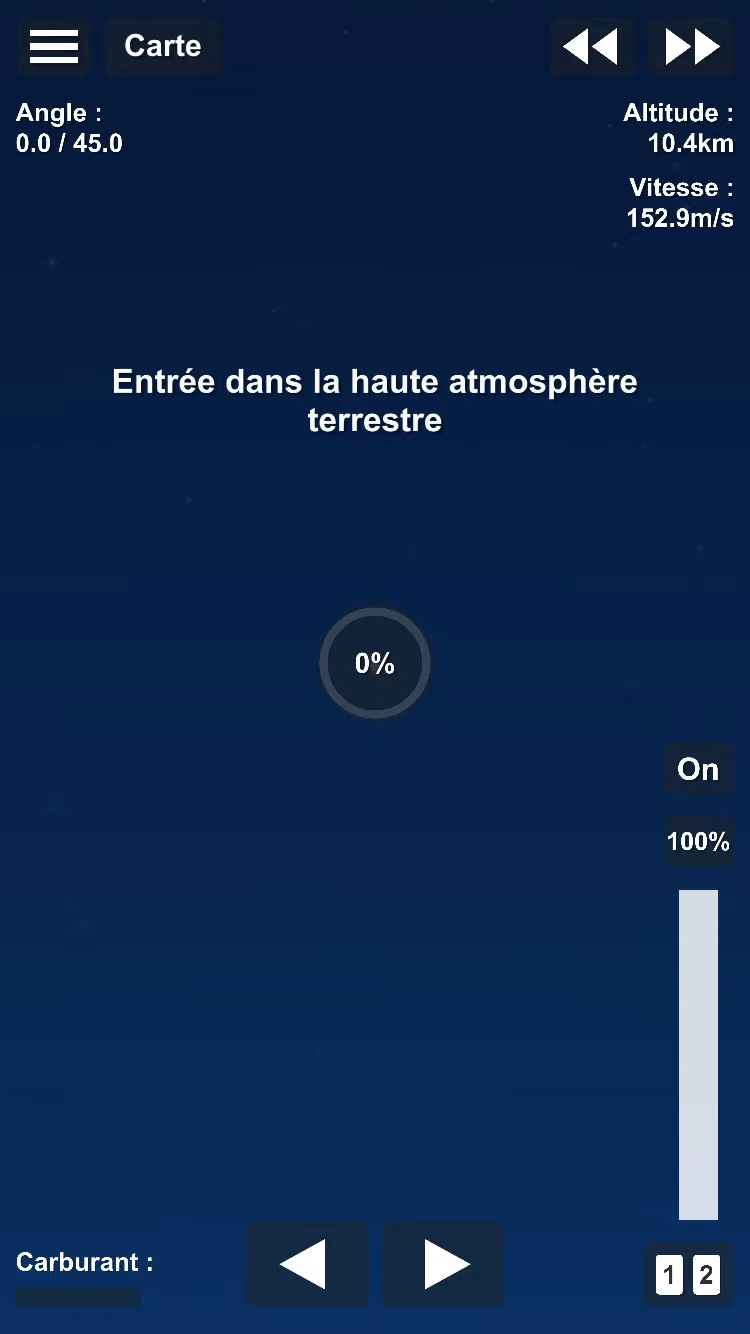 Carte
Angle :
0.0 / 45.0
Altitude :
10.4km
Vitesse :
152.9m/s
Entrée dans la haute atmosphère
terrestre
0%
On
100%
Carburant :
1 2